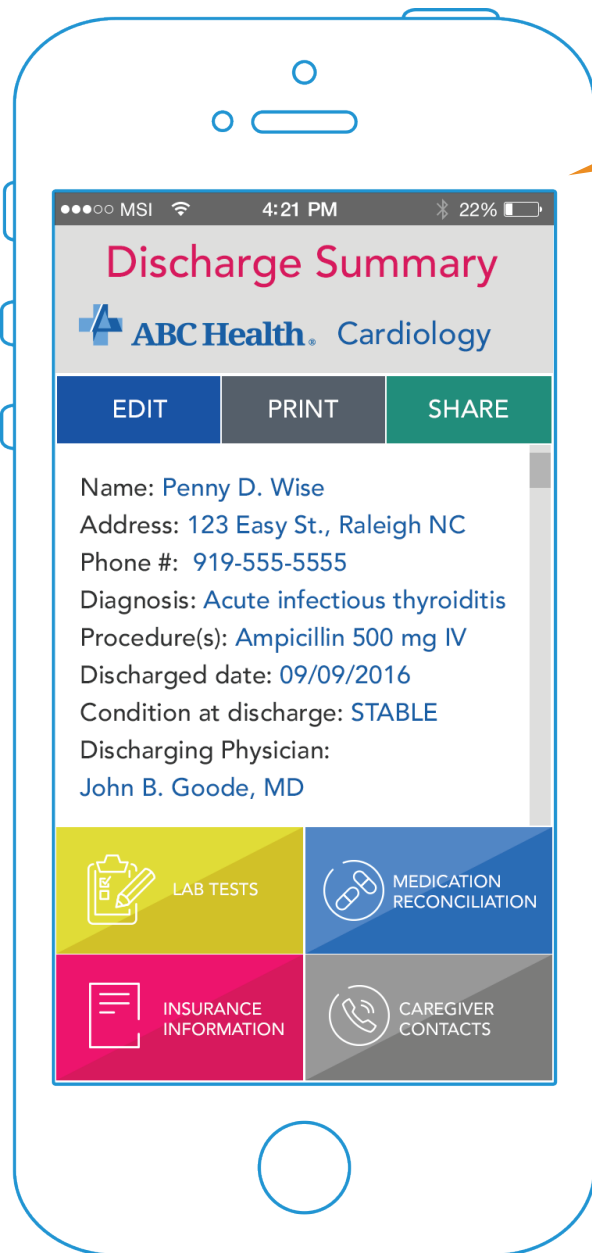 MSI 4:21 PM 22%
Discharge Summary
ABC Health® Cardiology
EDIT PRINT SHARE
Name: Penny D. Wise
Address: 123 Easy St., Raleigh NC
Phone #: 919-555-5555
Diagnosis: Acute infectious thyroiditis
Procedure(s): Ampicillin 500 mg IV
Discharged date: 09/09/2016
Condition at discharge: STABLE
Discharging Physician:
John B. Goode, MD
LAB TESTS
MEDICATION
RECONCILIATION
INSURANCE
INFORMATION
CAREGIVER
CONTACTS